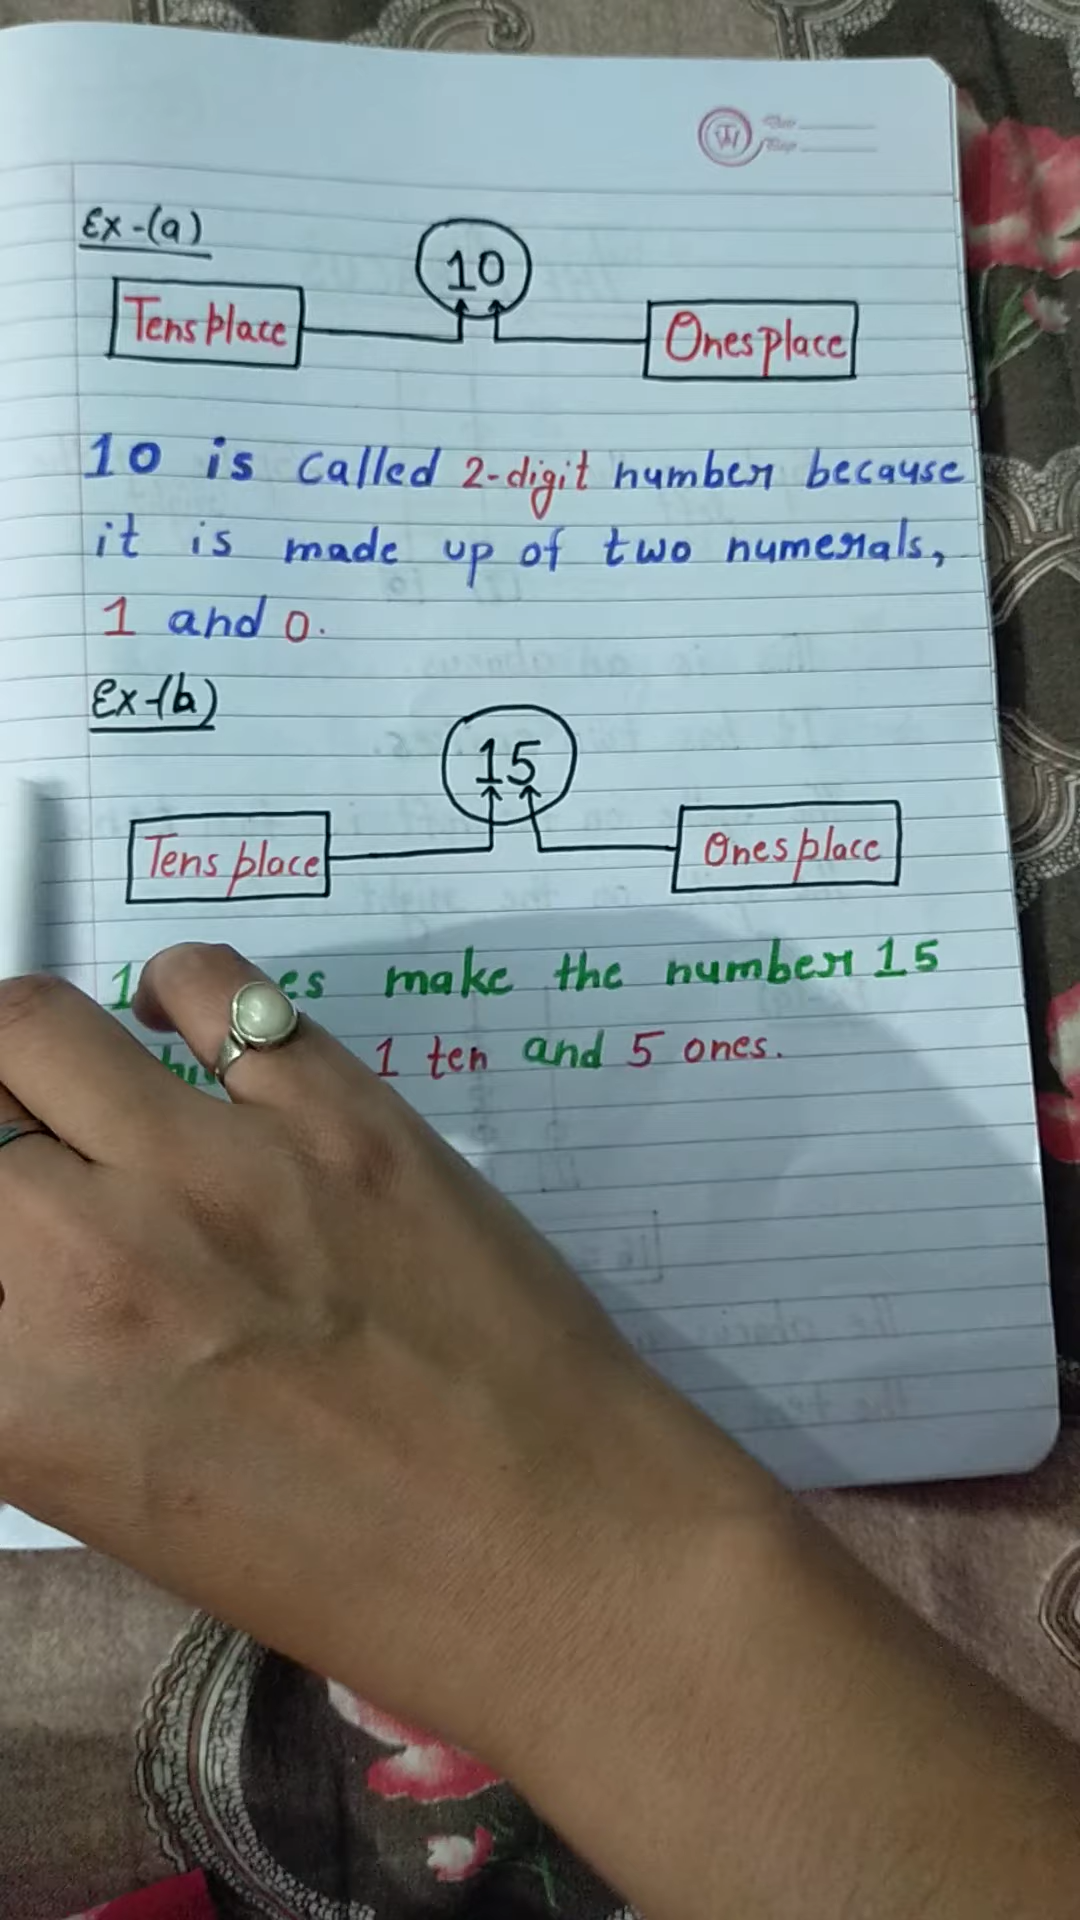 Ex-(a)
10
Tens place
Ones place
10 is called 2-digit number because
it is made up of two numerals,
1 and 0.
Ex-(b)
15
Tens place
Ones place
make the number 15
1 ten and 5 ones.